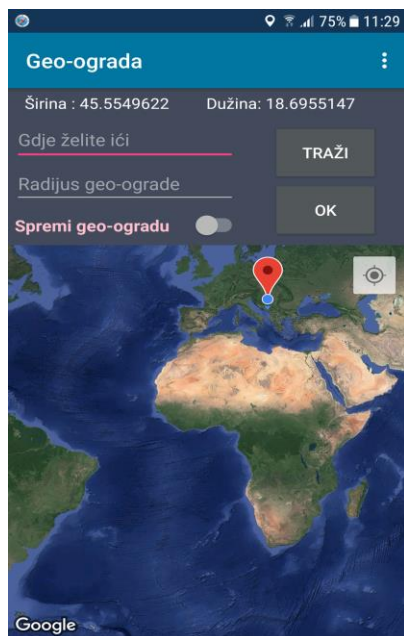 75% 11:29
Geo-ograda
Širina : 45.5549622 Dužina: 18.6955147
Gdje želite ići
TRAŽI
Radijus geo-ograde
OK
Spremi geo-ogradu
Google